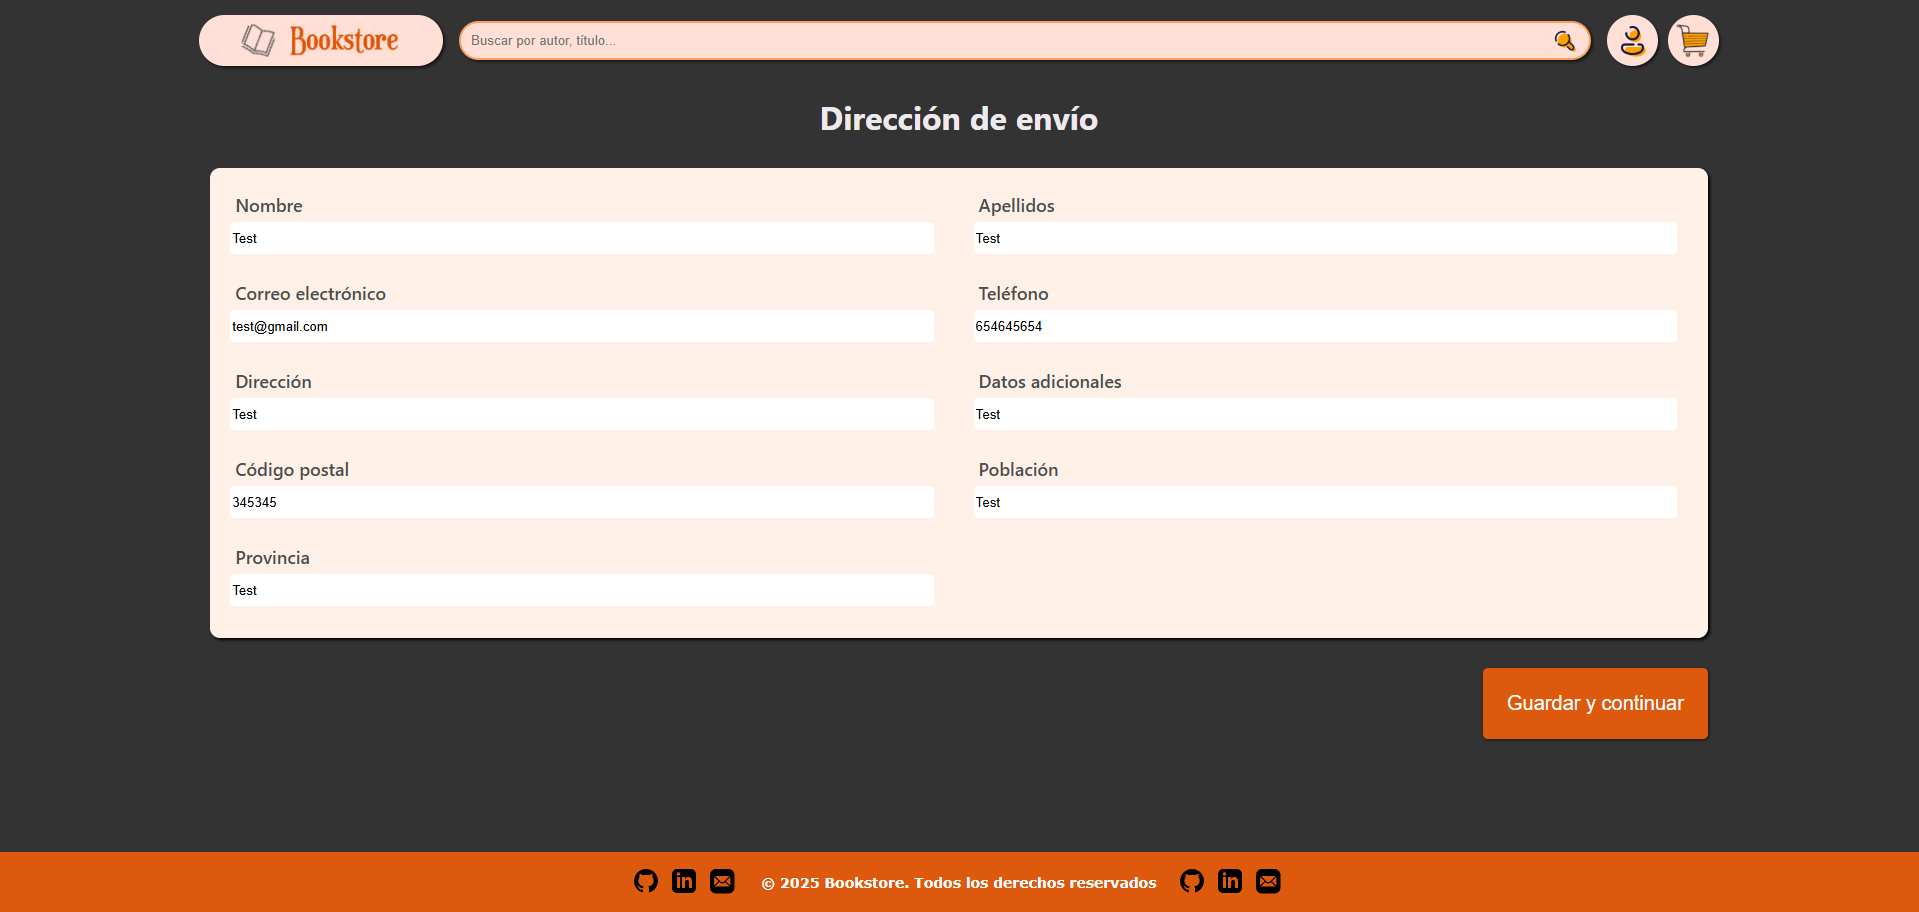 Bookstore
Buscar por autor, título...
Dirección de envío
Nombre
Test
Apellidos
Test
Correo electrónico
test@gmail.com
Teléfono
654645654
Dirección
Test
Datos adicionales
Test
Código postal
345345
Población
Test
Provincia
Test
Guardar y continuar
in
© 2025 Bookstore. Todos los derechos reservados
in